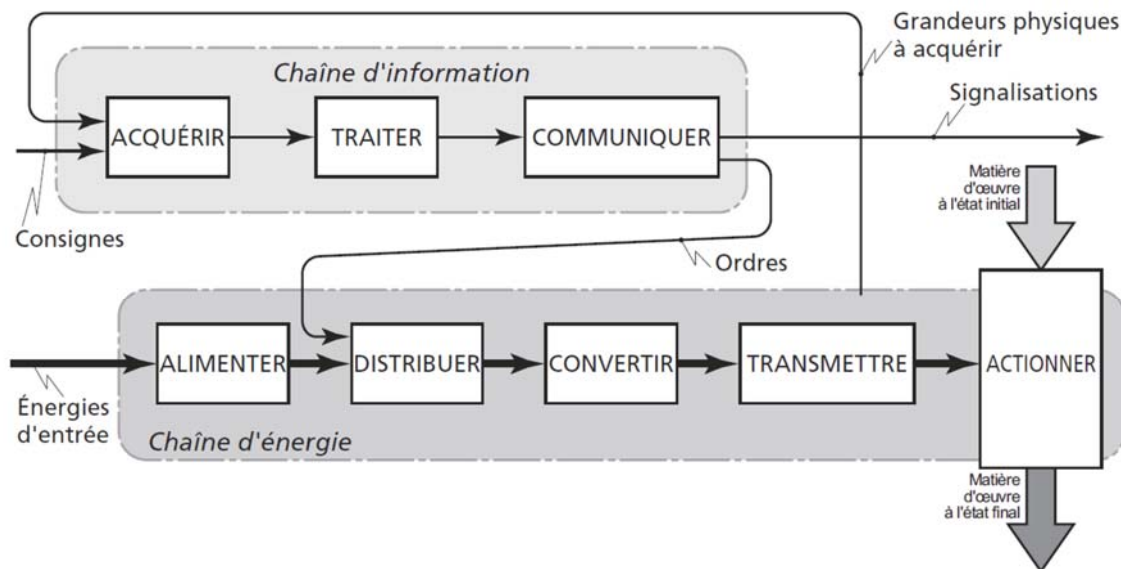 Grandeurs physiques
à acquérir
Chaîne d'information
Signalisations
ACQUÉRIR
TRAITER
COMMUNIQUER
Matière
d'œuvre
à l'état initial
Consignes
Ordres
ALIMENTER
DISTRIBUER
CONVERTIR
TRANSMETTRE
ACTIONNER
Énergies
d'entrée
Chaîne d'énergie
Matière
d'œuvre
à l'état final